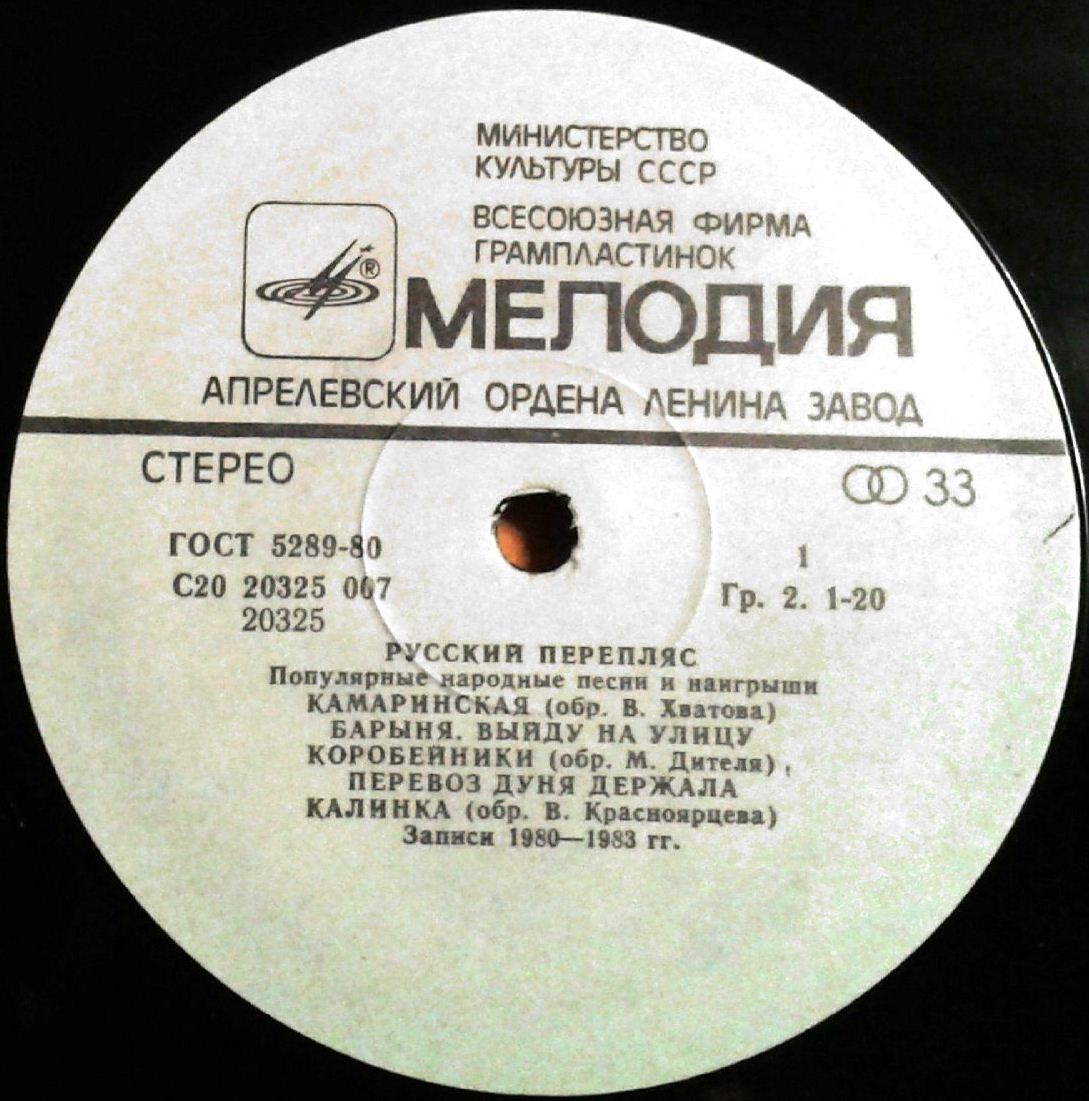 МИНИСТЕРСТВО
КУЛЬТУРЫ СССР
ВСЕСОЮЗНАЯ ФИРМА
ГРАМПЛАСТИНОК
®
МЕЛОДИЯ
АПРЕЛЕВСКИЙ ОРДЕНА ЛЕНИНА ЗАВОД
СТЕРЕО
33
ГОСТ 5289-80
1
С20 20325 007
Гр. 2. 1-20
20325
РУССКИЙ ПЕРЕПЛЯС
Популярные народные песни и наигрыши
КАМАРИНСКАЯ (обр. В. Хватова)
БАРЫНЯ. ВЫЙДУ НА УЛИЦУ
КОРОБЕЙНИКИ (обр. М. Дителя),
ПЕРЕВОЗ ДУНЯ ДЕРЖАЛА
КАЛИНКА (обр. В. Красноярцева)
Записи 1980—1983 гг.